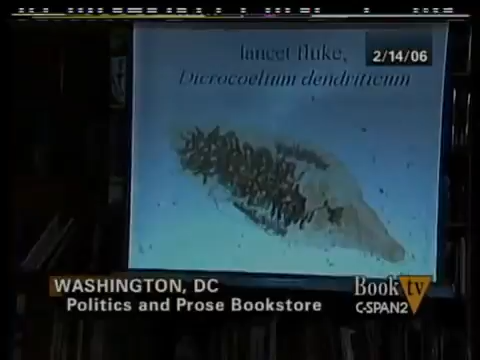 lancet fluke,
2/14/06
Dicrocoelium dendriticum
WASHINGTON, DC
Politics and Prose Bookstore
Book tv
C-SPAN2